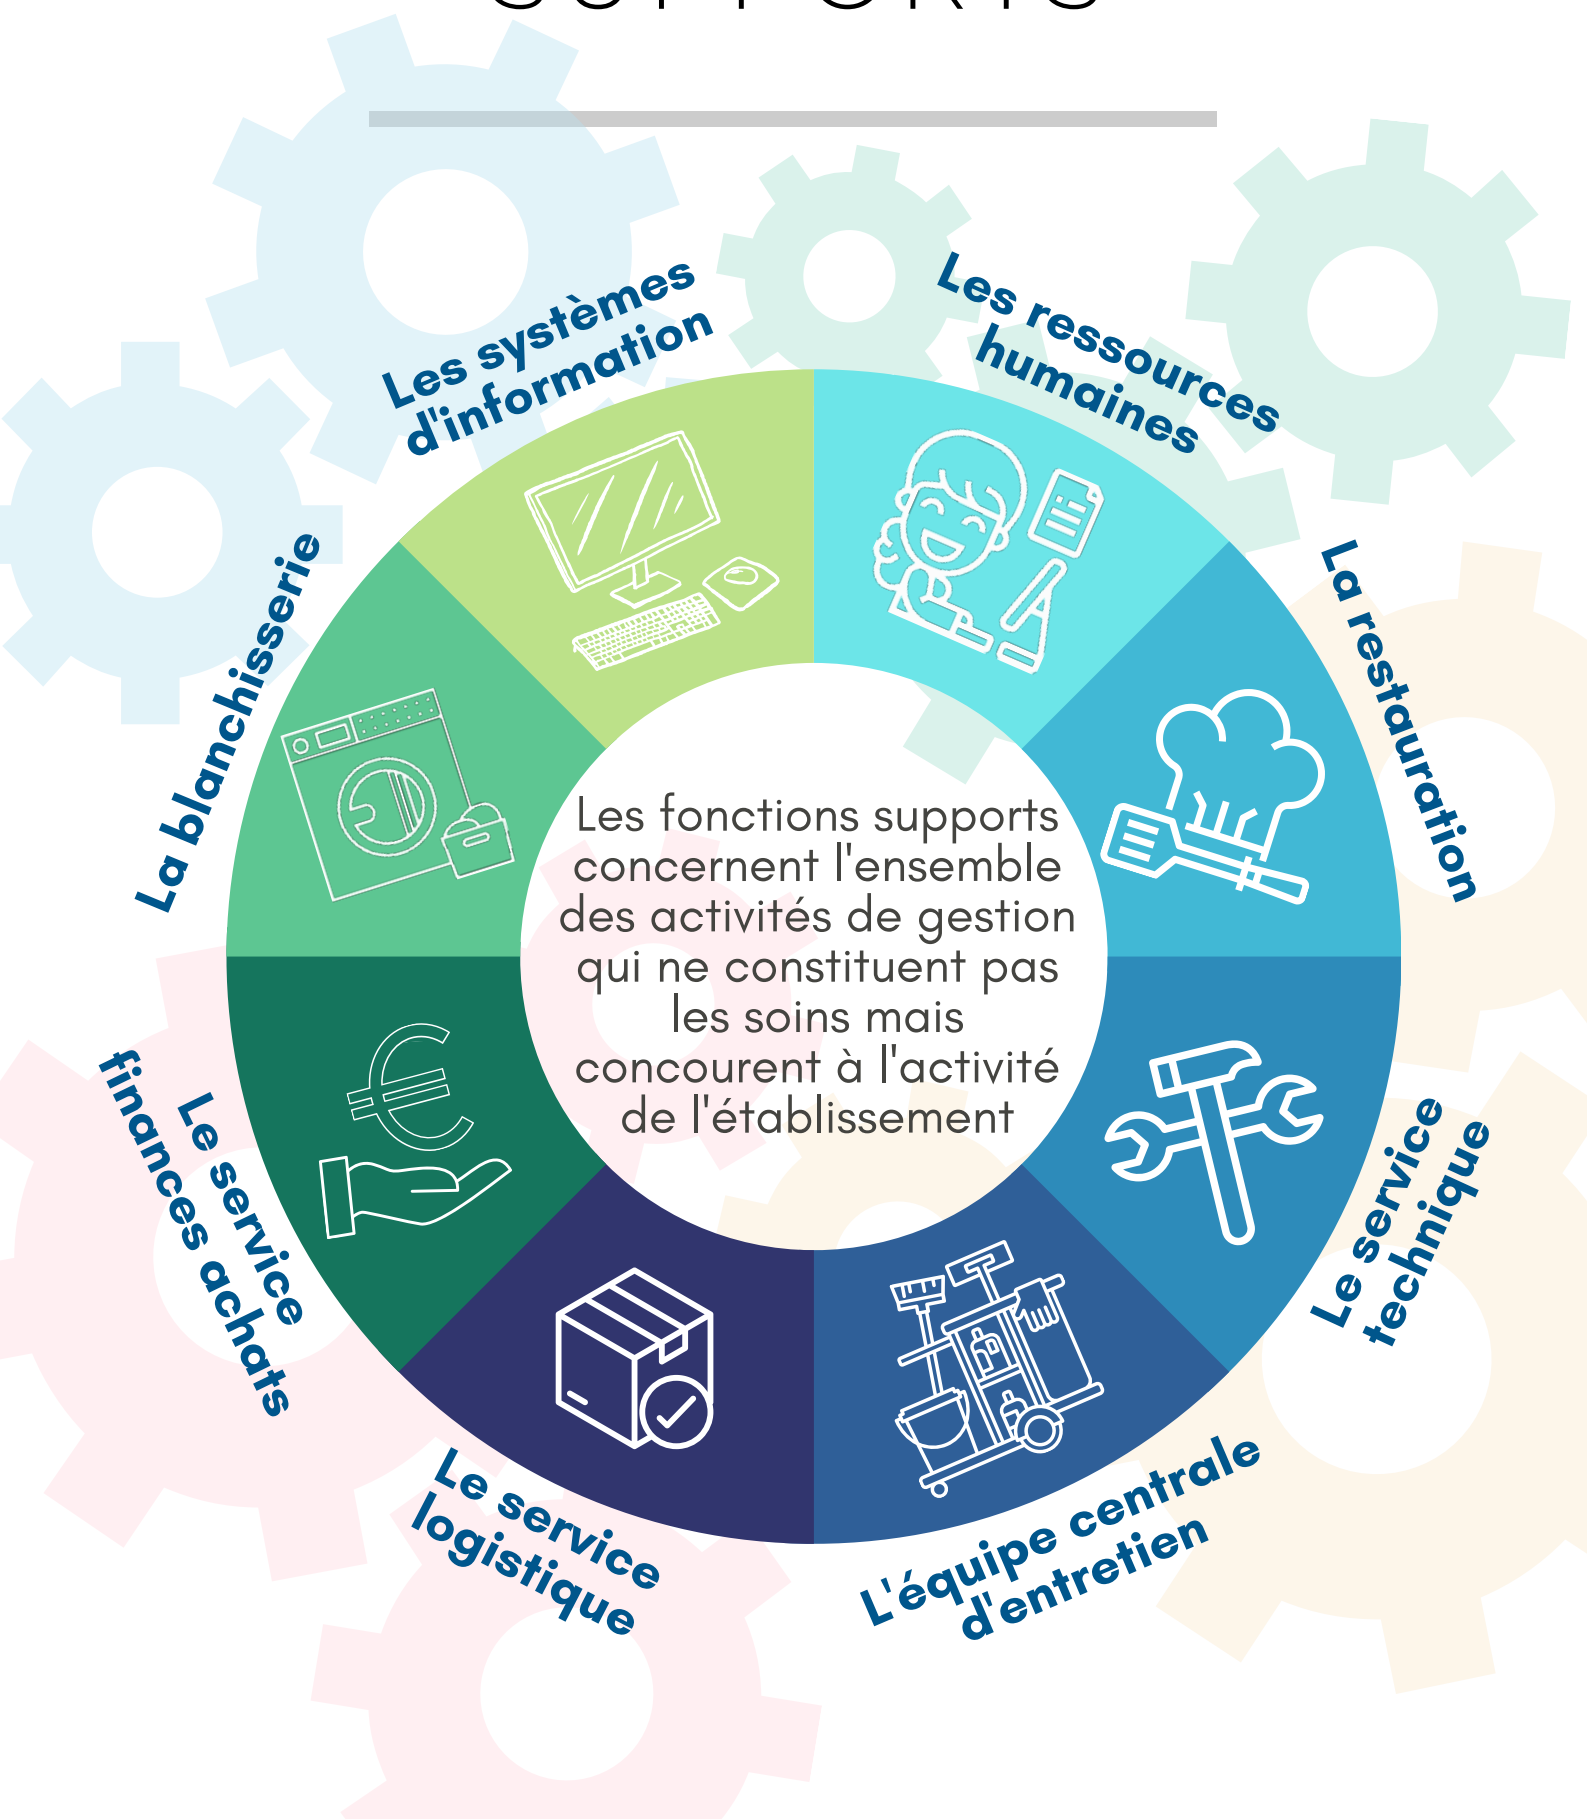 SUPPORTS
Les systèmes
d'information
Les ressources
humaines
La restauration
La blanchisserie
Les fonctions supports
concernent l'ensemble
des activités de gestion
qui ne constituent pas
les soins mais
concourent à l'activité
de l'établissement
Le service
finances achats
Le service
technique
Le service
logistique
L'équipe centrale
d'entretien